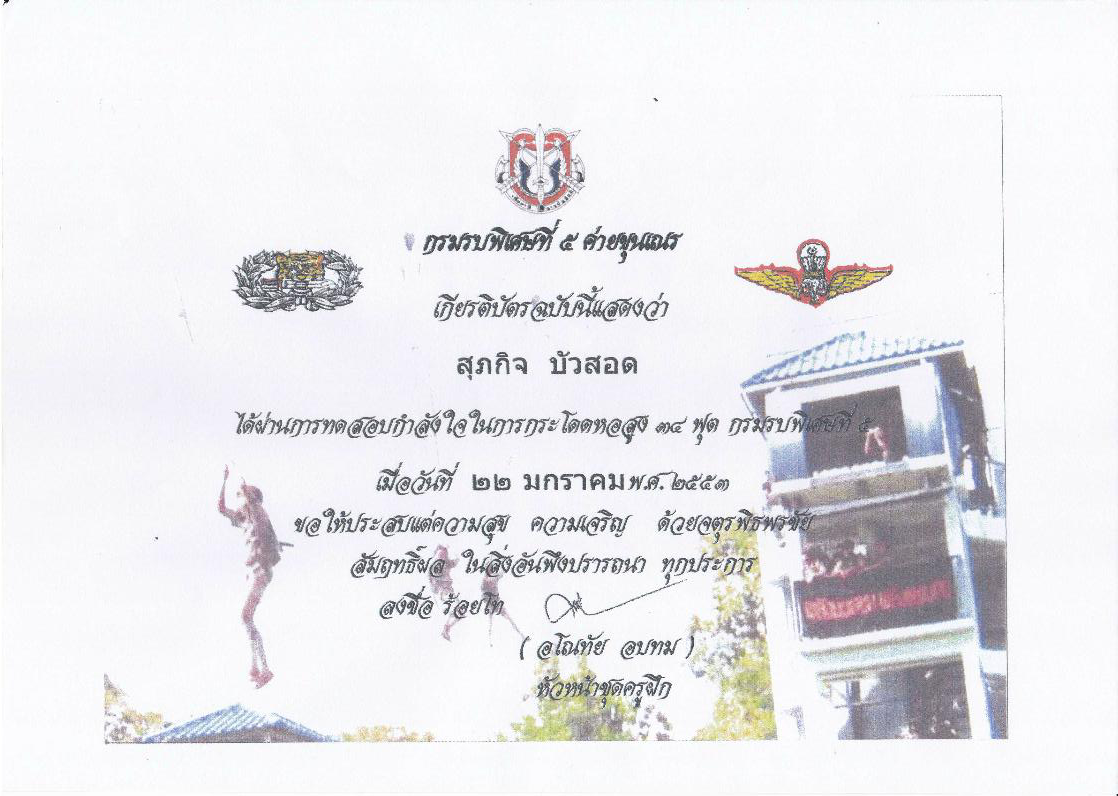 กรมรบพิเศษที่ ๕ ค่ายขุนเณร
เกียรติบัตรฉบับนี้แสดงว่า
สุภกิจ บัวสอด
ได้ผ่านการทดสอบกำลังใจในการกระโดดหอสูง ๓๔ ฟุต กรมรบพิเศษที่ ๕
เมื่อวันที่ ๒๒ มกราคม พ.ศ. ๒๕๕๓
ขอให้ประสบแต่ความสุข ความเจริญ ด้วยจตุรพิธพรชัย
สัมฤทธิ์ผล ในสิ่งอันพึงปรารถนา ทุกประการ
ลงชื่อ ร้อยโท
( อโณทัย อบทม )
หัวหน้าชุดครูฝึก